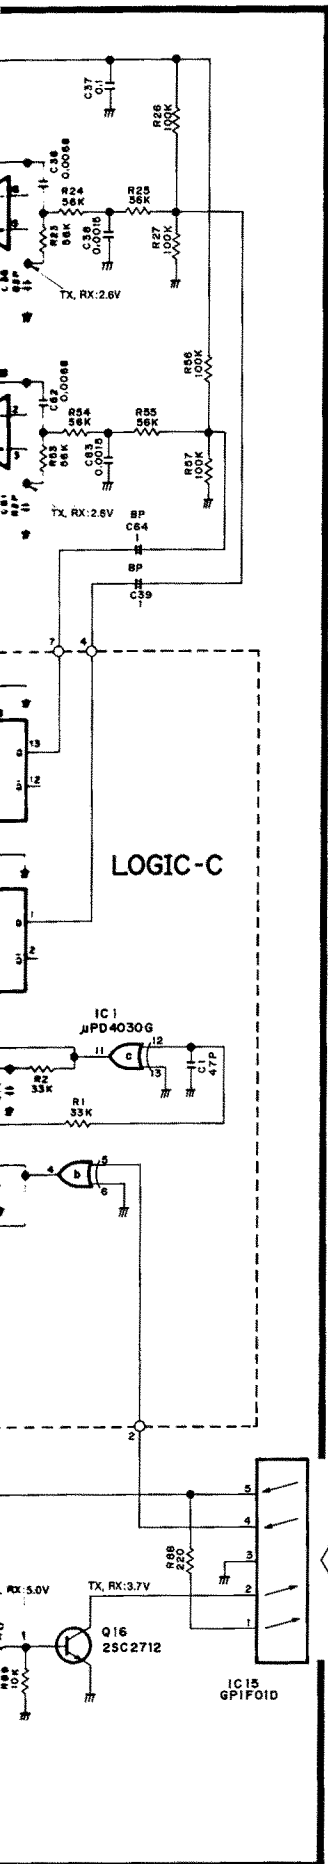 C37
0.1
R26
100K
C36
0.0068
R24
56K
R25
56K
R23
56K
C38
0.0015
R27
100K
TX, RX:2.6V
R56
100K
C62
0.0068
R54
56K
R55
56K
R53
56K
C63
0.0015
R57
100K
TX, RX:2.6V
BP
C64
1
BP
C39
1
7
4
13
12
LOGIC-C
1
2
IC1
μPD4030G
11
c
12
13
C1
47P
R2
33K
R1
33K
4
b
5
6
2
5
4
3
2
1
R88
220
RX:5.0V
TX, RX:3.7V
Q16
2SC2712
R89
10K
IC15
GP1F01D